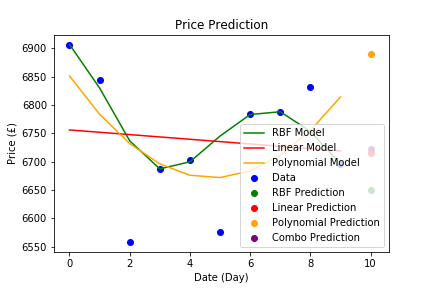 Price Prediction
Price (£)
6900
6850
6800
6750
6700
6650
6600
6550
0
2
4
6
8
10
Date (Day)
RBF Model
Linear Model
Polynomial Model
Data
RBF Prediction
Linear Prediction
Polynomial Prediction
Combo Prediction